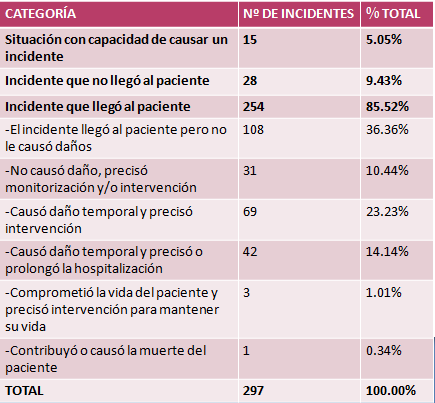 CATEGORÍA Nº DE INCIDENTES % TOTAL
Situación con capacidad de causar un 15 5.05%
incidente
Incidente que no llegó al paciente 28 9.43%
Incidente que llegó al paciente 254 85.52%
-El incidente llegó al paciente pero no 108 36.36%
le causó daños
-No causó daño, precisó 31 10.44%
monitorización y/o intervención
-Causó daño temporal y precisó 69 23.23%
intervención
-Causó daño temporal y precisó o 42 14.14%
prolongó la hospitalización
-Comprometió la vida del paciente y 3 1.01%
precisó intervención para mantener
su vida
-Contribuyó o causó la muerte del 1 0.34%
paciente
TOTAL 297 100.00%